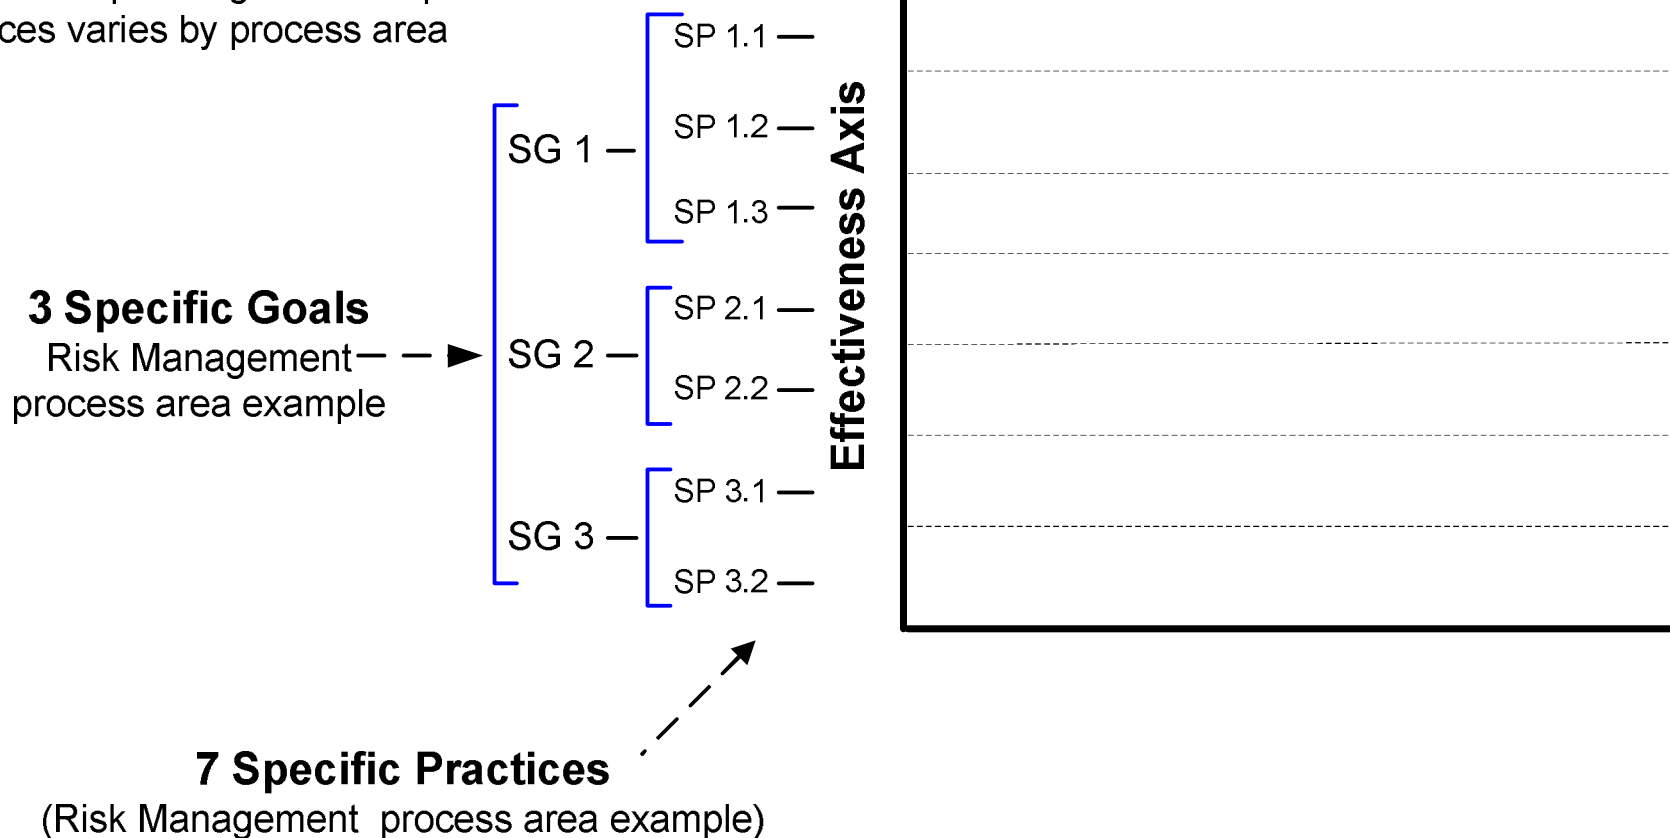 ces varies by process area
SP 1.1
SP 1.2
SG 1
SP 1.3
Effectiveness Axis
3 Specific Goals
Risk Management
process area example
SP 2.1
SG 2
SP 2.2
SP 3.1
SG 3
SP 3.2
7 Specific Practices
(Risk Management process area example)